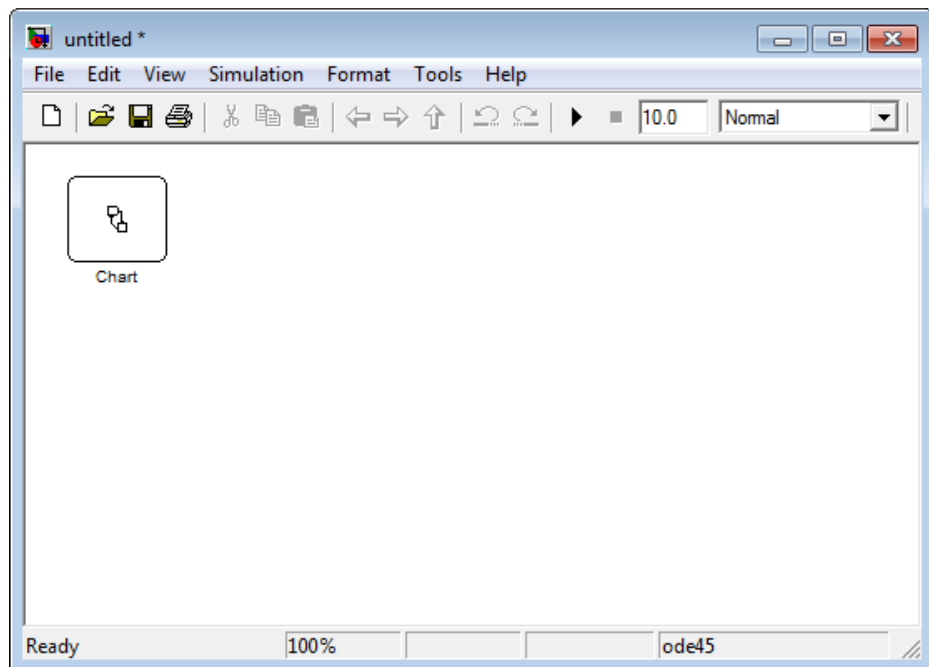 untitled *
File Edit View Simulation Format Tools Help
10.0 Normal
Chart
Ready 100% ode45